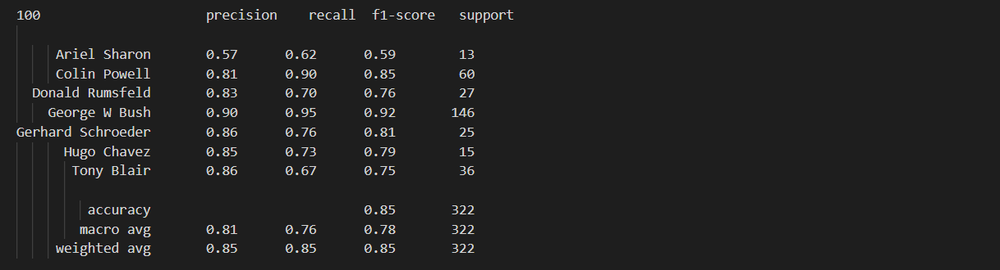 100 precision recall f1-score support
Ariel Sharon 0.57 0.62 0.59 13
Colin Powell 0.81 0.90 0.85 60
Donald Rumsfeld 0.83 0.70 0.76 27
George W Bush 0.90 0.95 0.92 146
Gerhard Schroeder 0.86 0.76 0.81 25
Hugo Chavez 0.85 0.73 0.79 15
Tony Blair 0.86 0.67 0.75 36
accuracy 0.85 322
macro avg 0.81 0.76 0.78 322
weighted avg 0.85 0.85 0.85 322